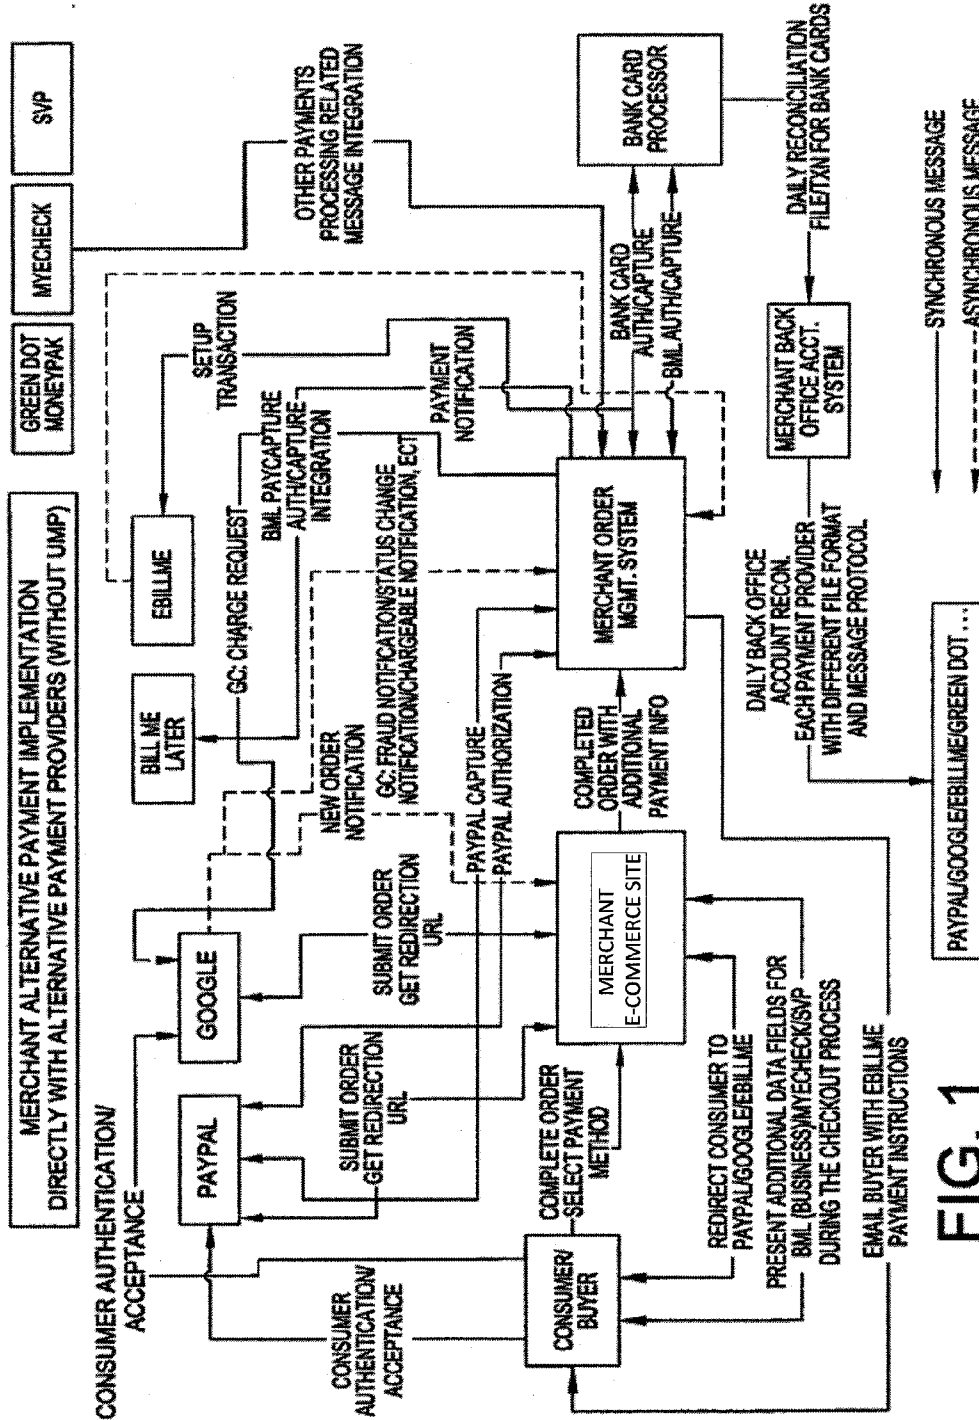 MERCHANT ALTERNATIVE PAYMENT IMPLEMENTATION
DIRECTLY WITH ALTERNATIVE PAYMENT PROVIDERS (WITHOUT UMP)
GREEN DOT
MONEYPAK
MYECHECK
SVP
CONSUMER AUTHENTICATION/
ACCEPTANCE
PAYPAL
GOOGLE
BILL ME
LATER
EBILLME
GC: CHARGE REQUEST
BML PAYCAPTURE
AUTH/CAPTURE
INTEGRATION
SETUP
TRANSACTION
OTHER PAYMENTS
PROCESSING RELATED
MESSAGE INTEGRATION
CONSUMER
AUTHENTICATION/
ACCEPTANCE
SUBMIT ORDER
GET REDIRECTION
URL
SUBMIT ORDER
GET REDIRECTION
URL
NEW ORDER
NOTIFICATION
GC: FRAUD NOTIFICATION/STATUS CHANGE
NOTIFICATION/CHARGEABLE NOTIFICATION, ECT
PAYMENT
NOTIFICATION
PAYPAL CAPTURE
PAYPAL AUTHORIZATION
CONSUMER/
BUYER
COMPLETE ORDER
SELECT PAYMENT
METHOD
MERCHANT
E-COMMERCE SITE
COMPLETED
ORDER WITH
ADDITIONAL
PAYMENT INFO
MERCHANT ORDER
MGMT. SYSTEM
BANK CARD
AUTH/CAPTURE
BML AUTH/CAPTURE
BANK CARD
PROCESSOR
REDIRECT CONSUMER TO
PAYPAL/GOOGLE/EBILLME
PRESENT ADDITIONAL DATA FIELDS FOR
BML /BUSINESS/MYECHECK/SVP
DURING THE CHECKOUT PROCESS
EMAIL BUYER WITH EBILLME
PAYMENT INSTRUCTIONS
DAILY BACK OFFICE
ACCOUNT RECON.
EACH PAYMENT PROVIDER
WITH DIFFERENT FILE FORMAT
AND MESSAGE PROTOCOL
MERCHANT BACK
OFFICE ACCT.
SYSTEM
DAILY RECONCILIATION
FILE/TXN FOR BANK CARDS
PAYPAL/GOOGLE/EBILLME/GREEN DOT ...
SYNCHRONOUS MESSAGE
ASYNCHRONOUS MESSAGE
FIG. 1